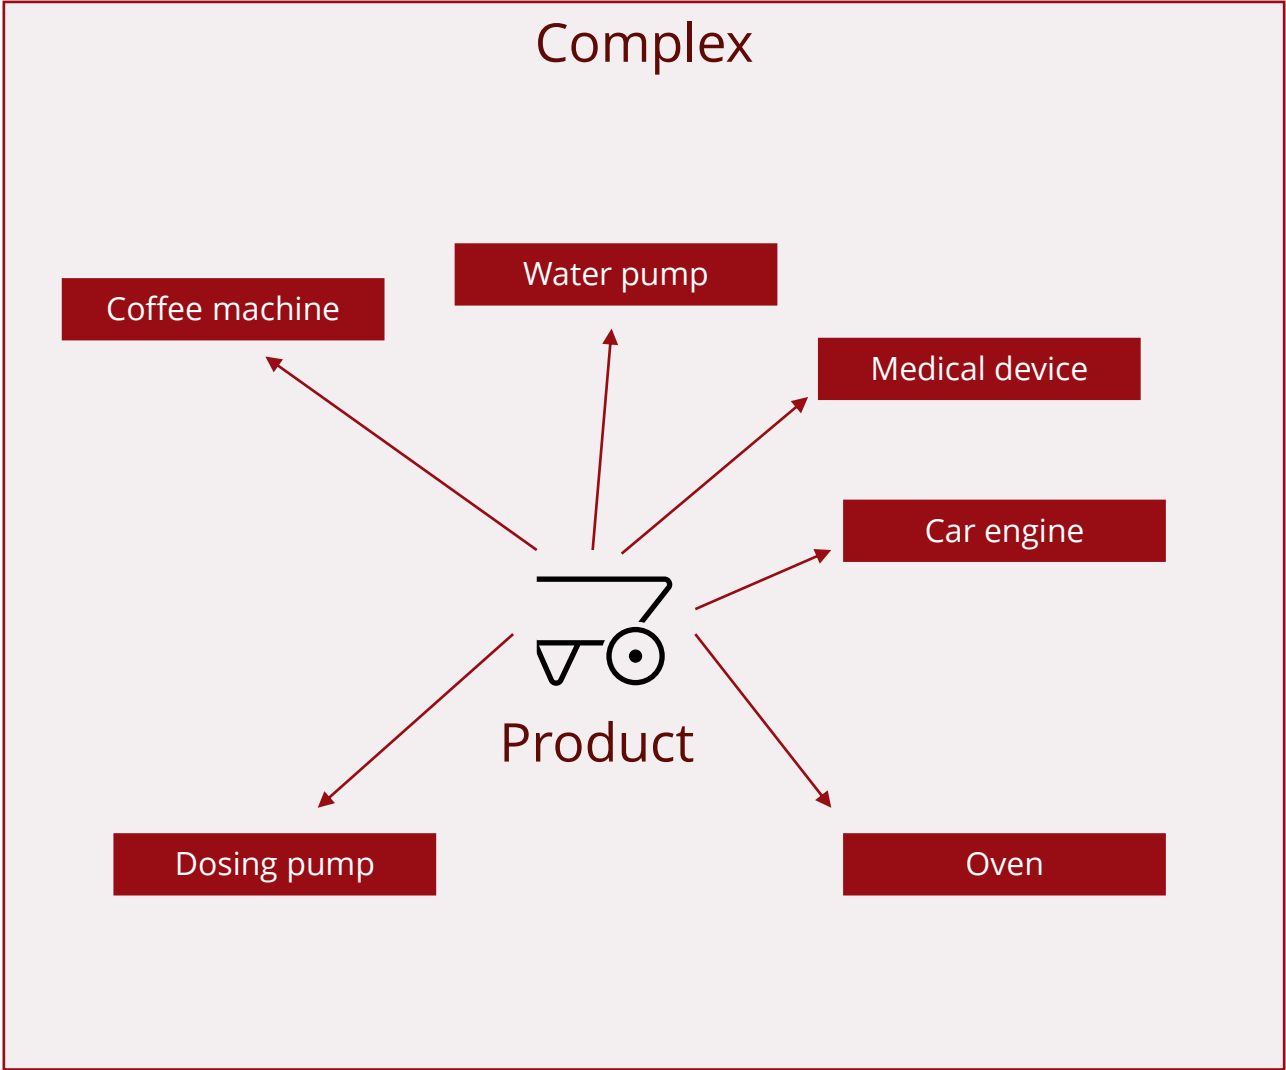 Complex
Water pump
Coffee machine
Medical device
Car engine
Product
Dosing pump
Oven